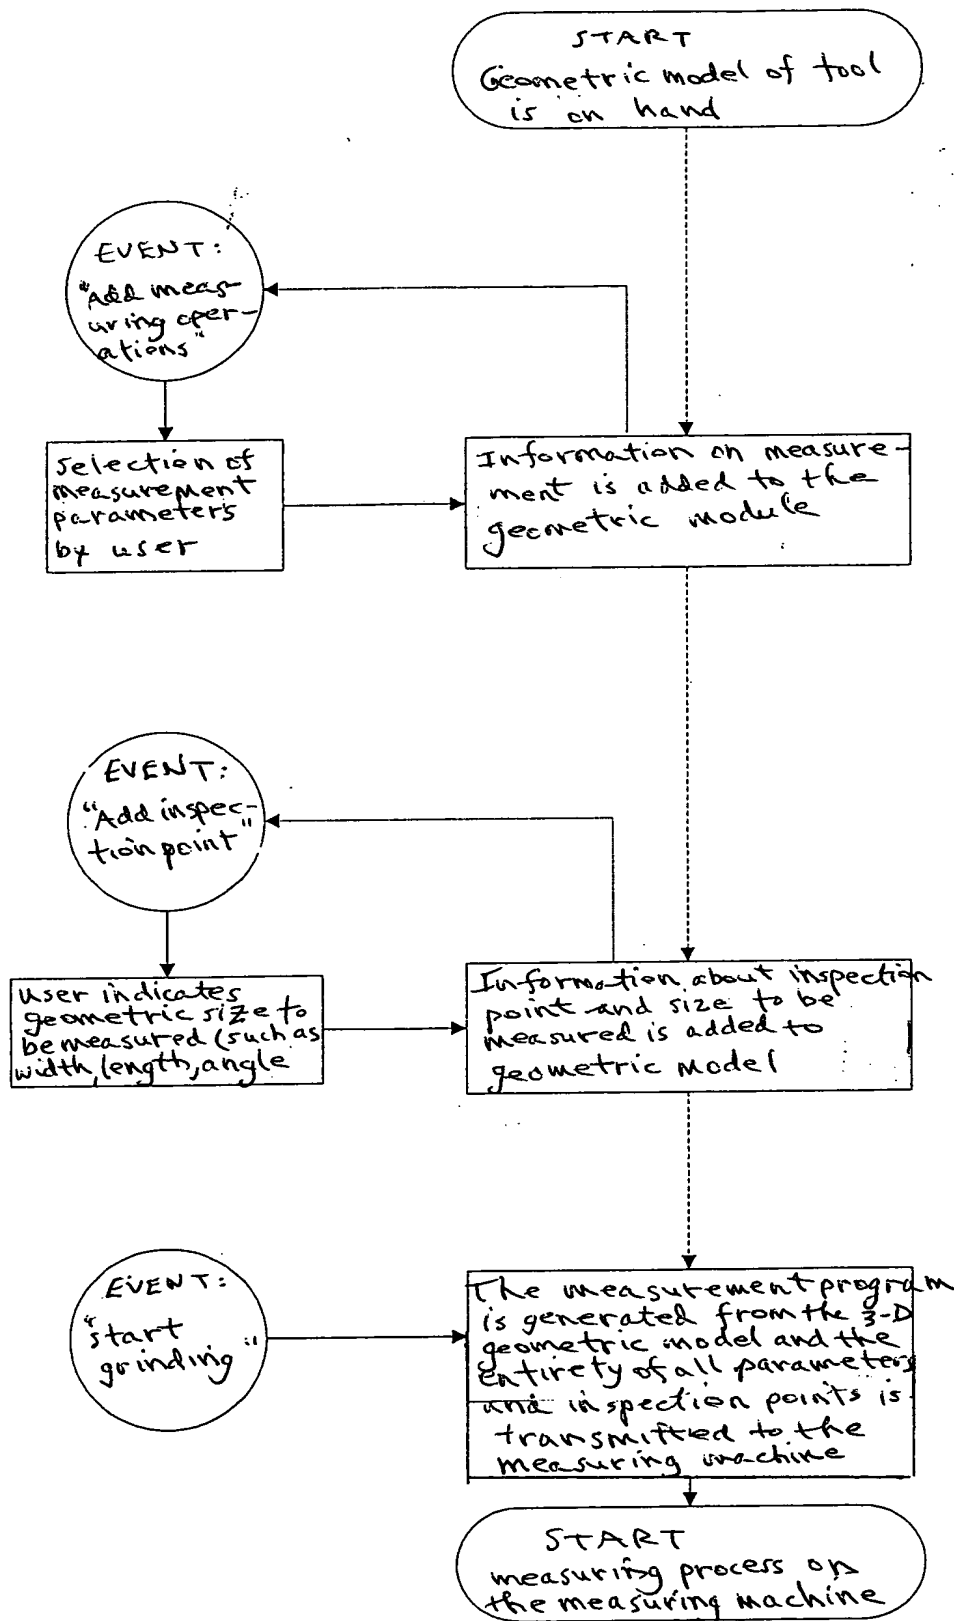 START
Geometric model of tool
is on hand
EVENT:
"Add meas-
uring oper-
ations"
selection of
measurement
parameters
by user
Information on measure-
ment is added to the
geometric module
EVENT:
"Add inspec-
tion point"
user indicates
geometric size to
be measured (such as
width, length, angle
Information about inspection
point and size to be
measured is added to
geometric model
EVENT:
"start
grinding"
The measurement program
is generated from the 3-D
geometric model and the
entirety of all parameters
and inspection points is
transmitted to the
measuring machine
START
measuring process on
the measuring machine